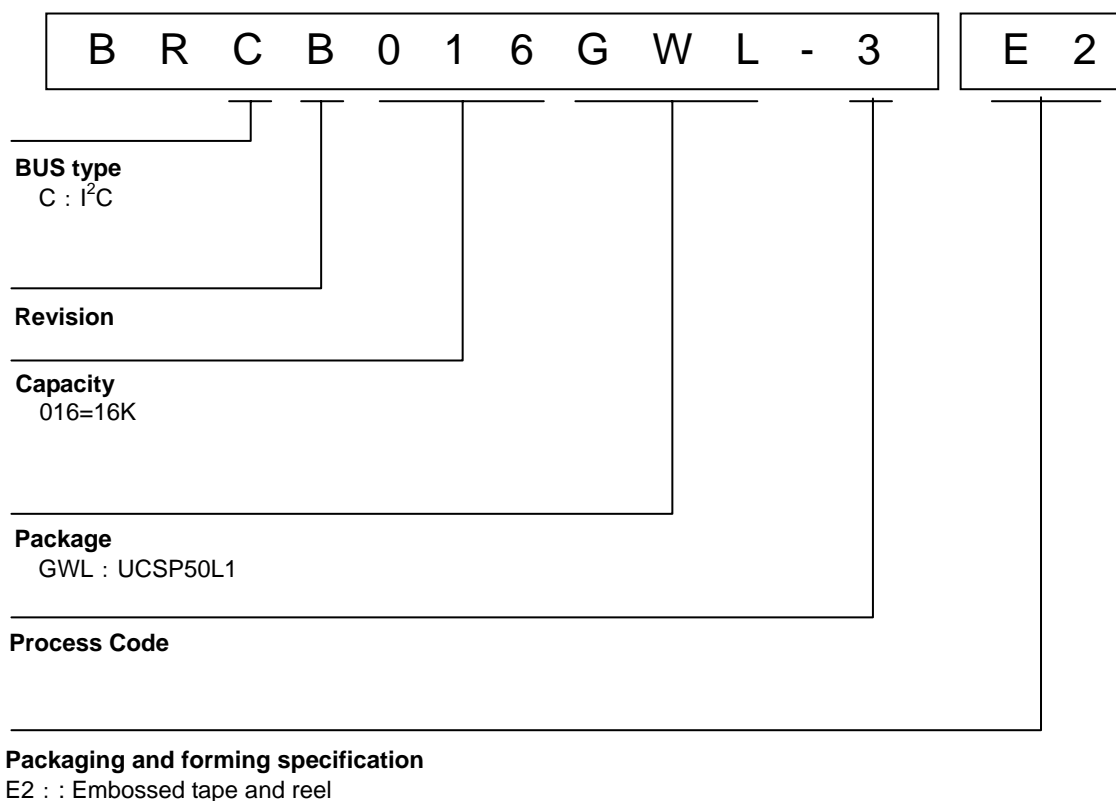 B R C B 0 1 6 G W L - 3 E 2
BUS type
C : I²C
Revision
Capacity
016=16K
Package
GWL : UCSP50L1
Process Code
Packaging and forming specification
E2 : : Embossed tape and reel